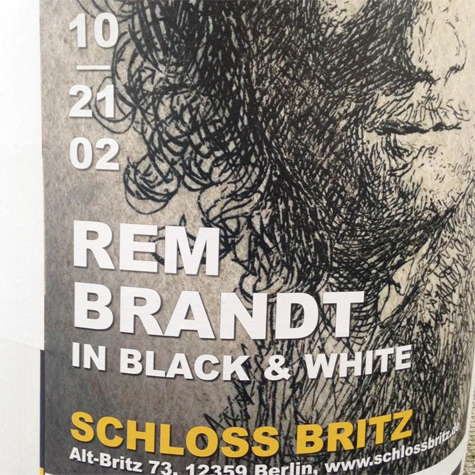 10
—
21
02
REM
BRANDT
IN BLACK & WHITE
SCHLOSS BRITZ
Alt-Britz 73, 12359 Berlin, www.schlossbritz.de